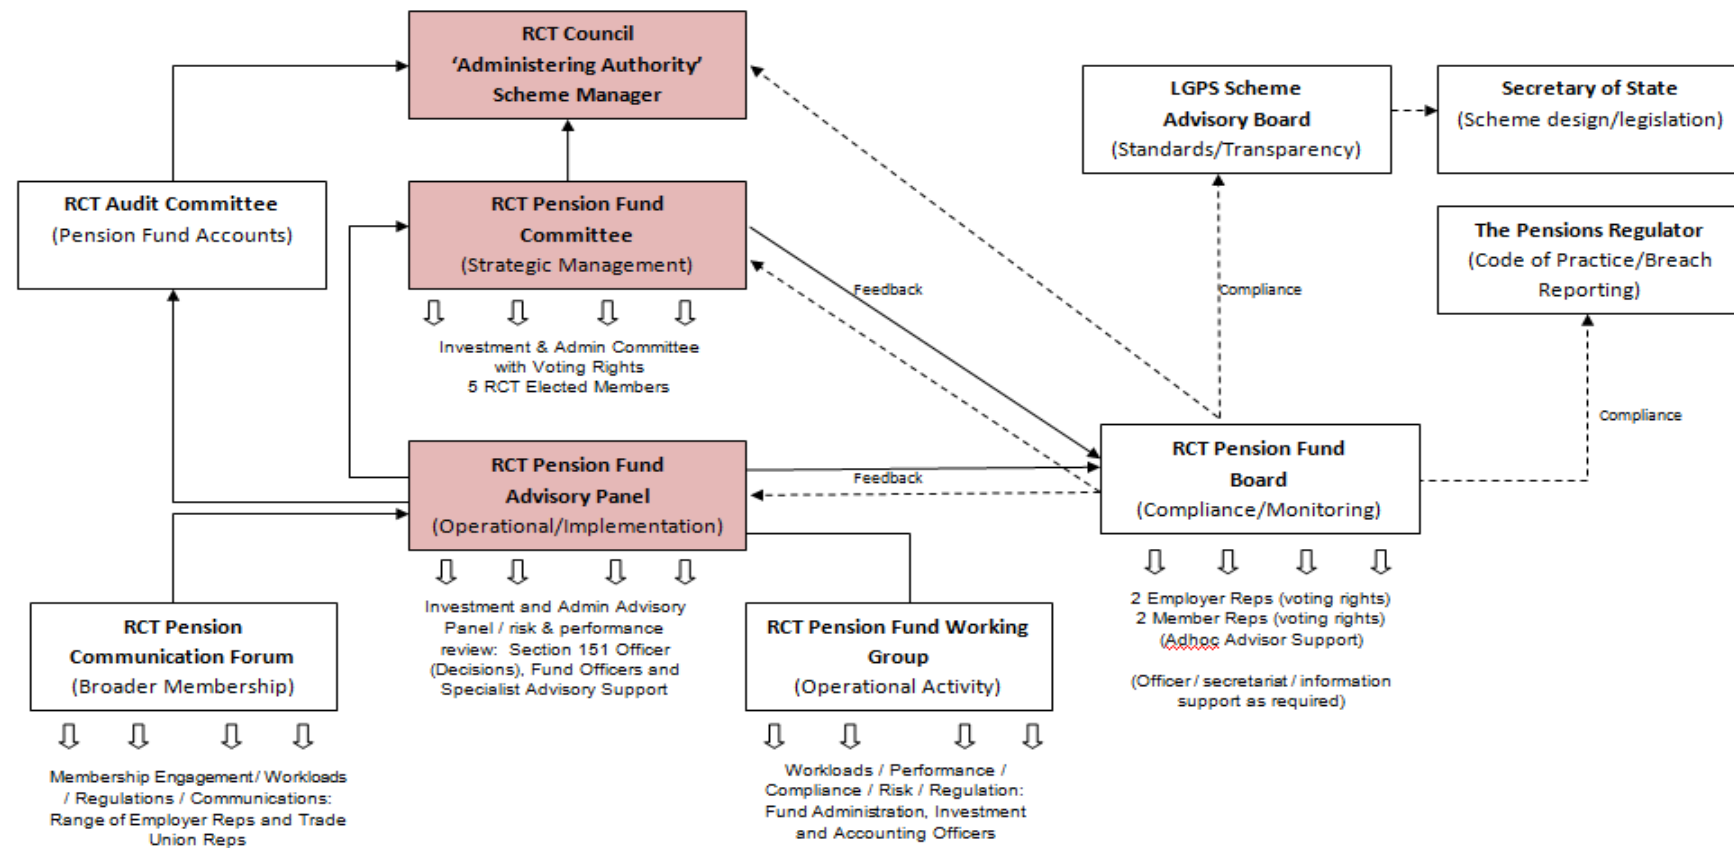 RCT Council
‘Administering Authority’
Scheme Manager
LGPS Scheme
Advisory Board
(Standards/Transparency)
Secretary of State
(Scheme design/legislation)
RCT Audit Committee
(Pension Fund Accounts)
RCT Pension Fund
Committee
(Strategic Management)
The Pensions Regulator
(Code of Practice/Breach
Reporting)
Feedback
Compliance
Investment & Admin Committee
with Voting Rights
5 RCT Elected Members
Compliance
RCT Pension Fund
Advisory Panel
(Operational/Implementation)
Feedback
RCT Pension Fund
Board
(Compliance/Monitoring)
Investment and Admin Advisory
Panel / risk & performance
review: Section 151 Officer
(Decisions), Fund Officers and
Specialist Advisory Support
2 Employer Reps (voting rights)
2 Member Reps (voting rights)
(Adhoc Advisor Support)
(Officer / secretariat / information
support as required)
RCT Pension
Communication Forum
(Broader Membership)
RCT Pension Fund Working
Group
(Operational Activity)
Membership Engagement/ Workloads
/ Regulations / Communications:
Range of Employer Reps and Trade
Union Reps
Workloads / Performance /
Compliance / Risk / Regulation:
Fund Administration, Investment
and Accounting Officers